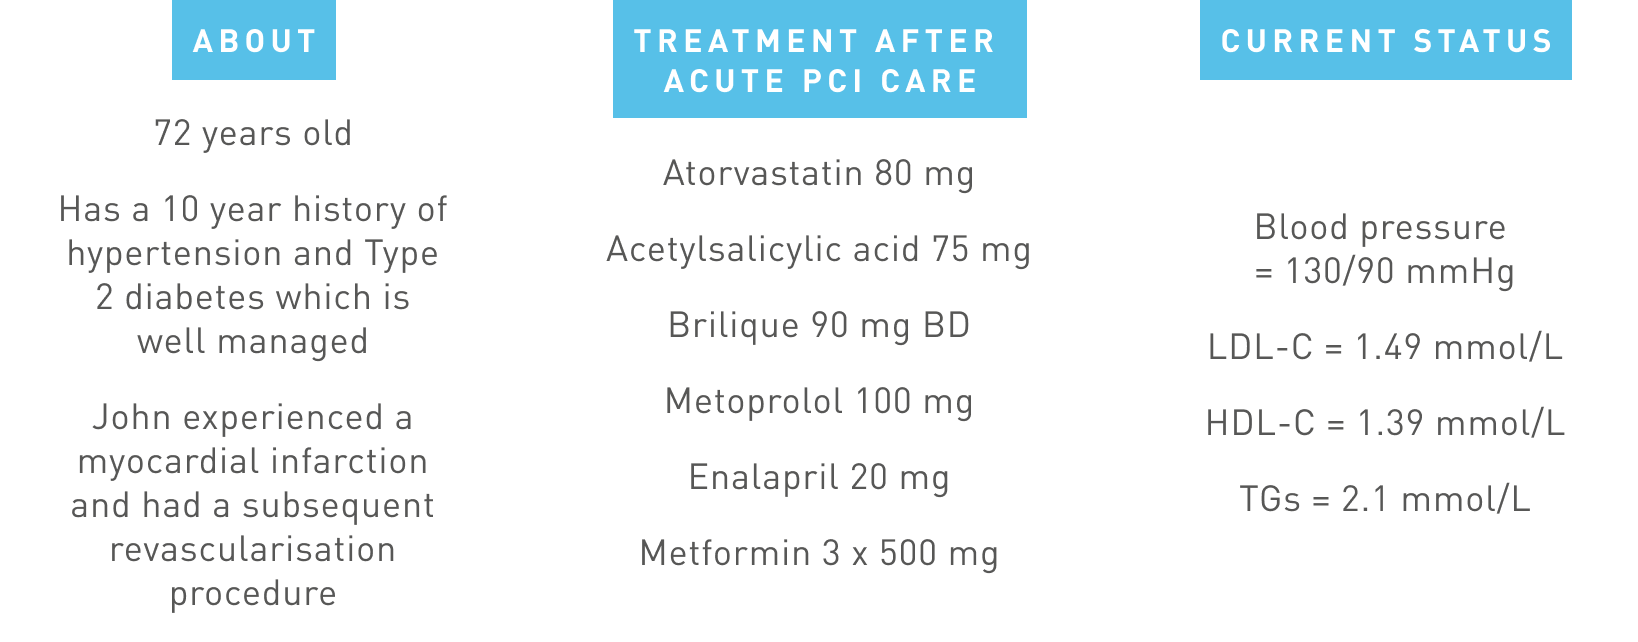 ABOUT
72 years old
Has a 10 year history of
hypertension and Type
2 diabetes which is
well managed
John experienced a
myocardial infarction
and had a subsequent
revascularisation
procedure
TREATMENT AFTER
ACUTE PCI CARE
Atorvastatin 80 mg
Acetylsalicylic acid 75 mg
Brilique 90 mg BD
Metoprolol 100 mg
Enalapril 20 mg
Metformin 3 x 500 mg
CURRENT STATUS
Blood pressure
= 130/90 mmHg
LDL-C = 1.49 mmol/L
HDL-C = 1.39 mmol/L
TGs = 2.1 mmol/L